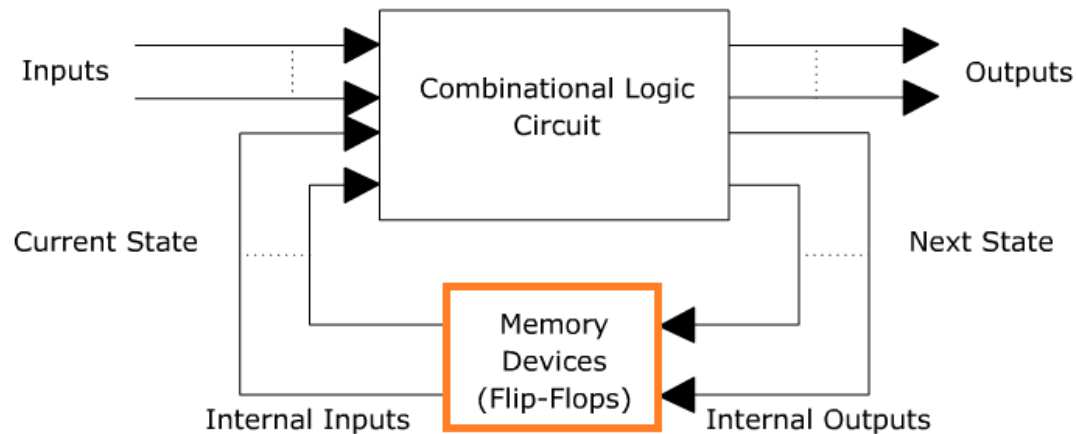 Inputs
Combinational Logic
Circuit
Outputs
Current State
Next State
Memory
Devices
(Flip-Flops)
Internal Inputs
Internal Outputs